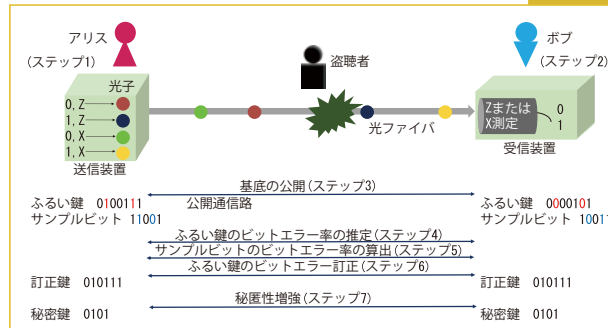 アリス
(ステップ1)
ボブ
(ステップ2)
盗聴者
光子
0, Z
1, Z
0, X
1, X
Zまたは
X測定
0
1
光ファイバ
送信装置
受信装置
基底の公開(ステップ3)
公開通信路
ふるい鍵 0100111
ふるい鍵 0000101
サンプルビット 11001
サンプルビット 10011
ふるい鍵のビットエラー率の推定(ステップ4)
サンプルビットのビットエラー率の算出(ステップ5)
ふるい鍵のビットエラー訂正(ステップ6)
訂正鍵 010111
訂正鍵 010111
秘匿性増強(ステップ7)
秘密鍵 0101
秘密鍵 0101